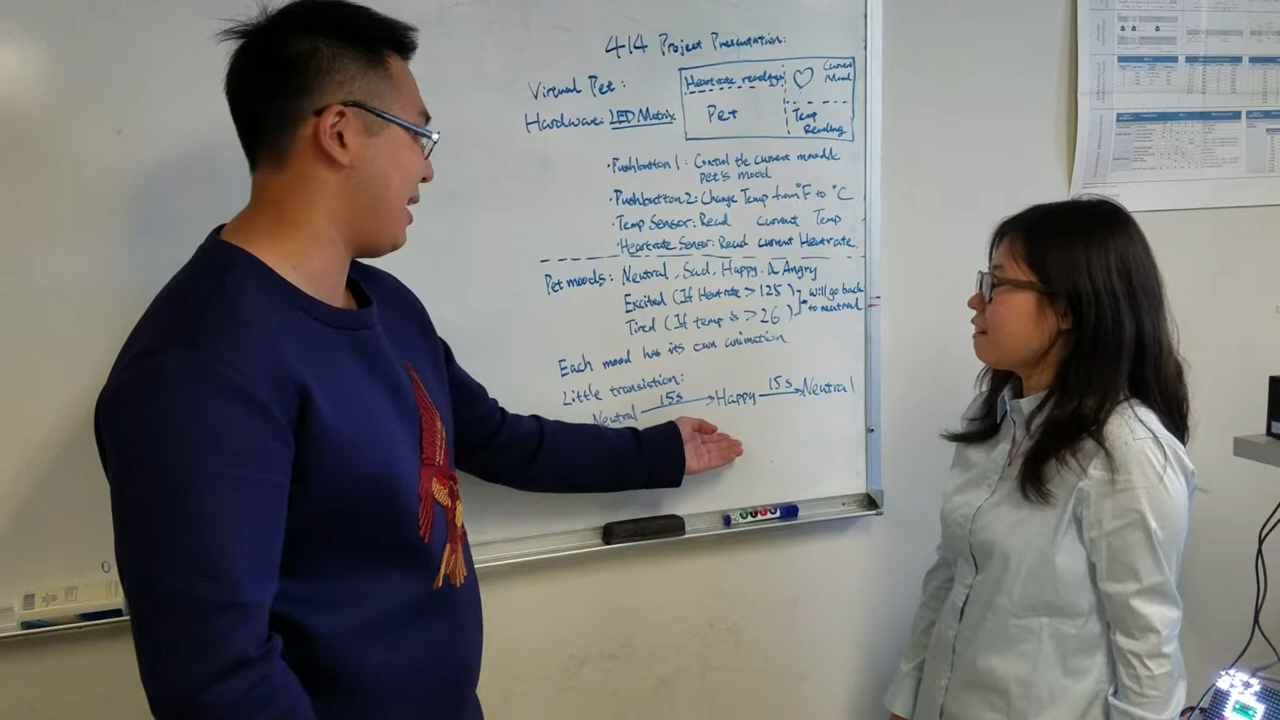 414 Project Presentation:
Virtual Pet:
Hardware: LED Matrix
Heartrate readings
Current Mood
Pet
Temp Reading
·Pushbutton 1: Control the current mood &
pet's mood
·Pushbutton 2: Change Temp from °F to °C
·Temp Sensor: Read current Temp
·Heartrate Sensor: Read current Heartrate.
Pet moods: Neutral, Sad, Happy, & Angry
Excited (If Heartrate > 125)
Tired (If temp is > 26)
will go back
to neutral
Each mood has its own animation
Little transistion:
Neutral 15s Happy 15s Neutral